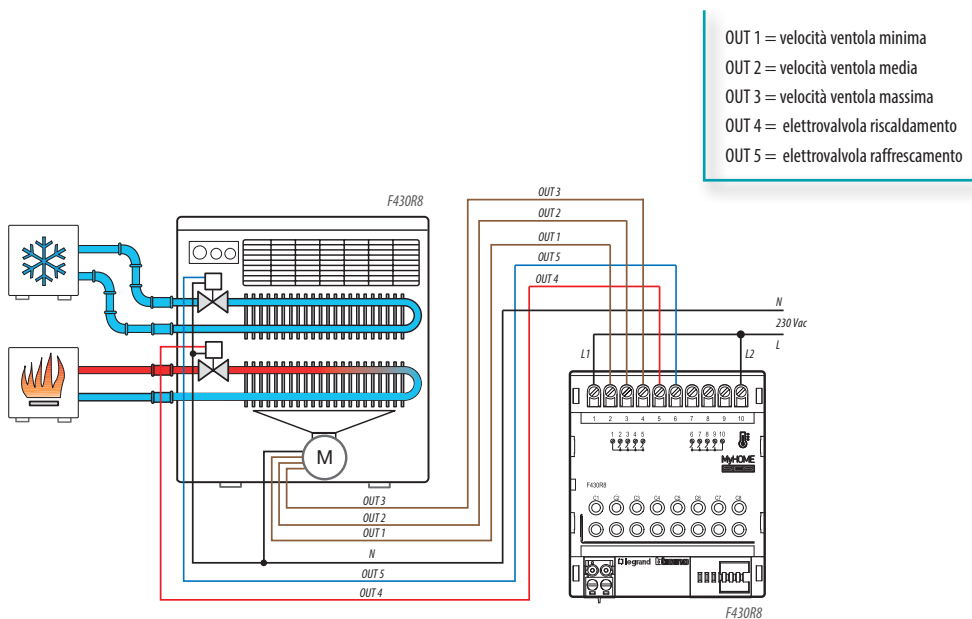 OUT 1 = velocità ventola minima
OUT 2 = velocità ventola media
OUT 3 = velocità ventola massima
OUT 4 = elettrovalvola riscaldamento
OUT 5 = elettrovalvola raffrescamento
F430R8
OUT 3
OUT 2
OUT 1
OUT 5
OUT 4
N
230 Vac
L
L1
L2
1 2 3 4 5 6 7 8 9 10
1 2 3 4 5
6 7 8 9 10
MyHOME
F430R8
C1 C2 C3 C4 C5 C6 C7 C8
M
OUT 3
OUT 2
OUT 1
N
OUT 5
OUT 4
legrand
F430R8